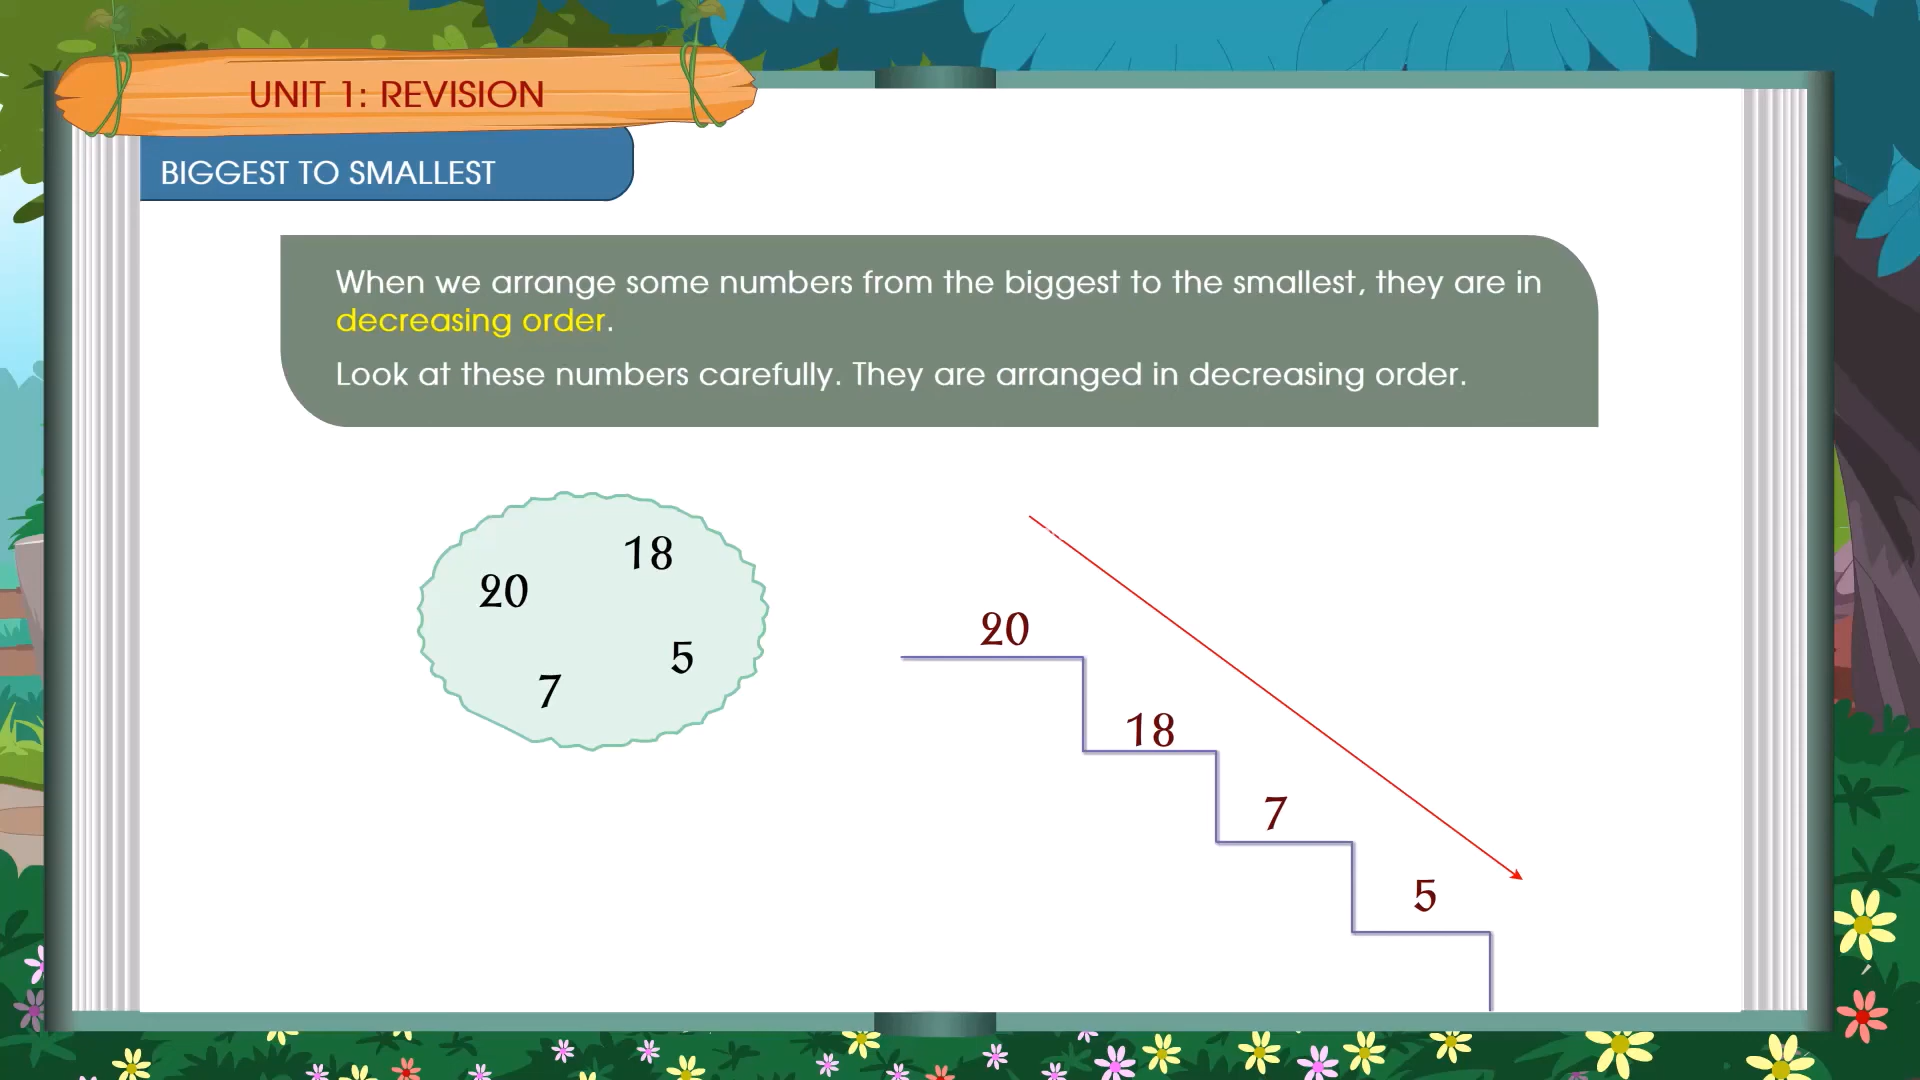 UNIT 1: REVISION
BIGGEST TO SMALLEST
When we arrange some numbers from the biggest to the smallest, they are in
decreasing order.
Look at these numbers carefully. They are arranged in decreasing order.
18
20
5
7
20
18
7
5